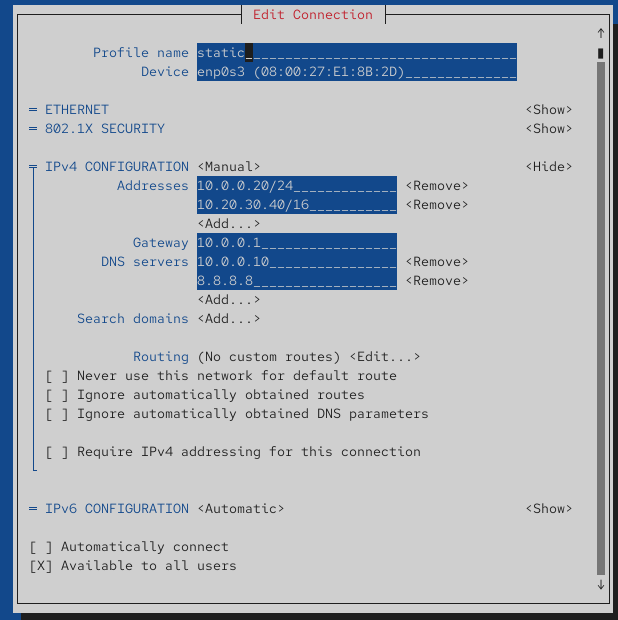 Edit Connection
Profile name static
Device enp0s3 (08:00:27:E1:8B:2D)
= ETHERNET <Show>
= 802.1X SECURITY <Show>
IPv4 CONFIGURATION <Manual> <Hide>
Addresses 10.0.0.20/24 <Remove>
10.20.30.40/16 <Remove>
<Add...>
Gateway 10.0.0.1
DNS servers 10.0.0.10 <Remove>
8.8.8.8 <Remove>
<Add...>
Search domains <Add...>
Routing (No custom routes) <Edit...>
[ ] Never use this network for default route
[ ] Ignore automatically obtained routes
[ ] Ignore automatically obtained DNS parameters
[ ] Require IPv4 addressing for this connection
= IPv6 CONFIGURATION <Automatic> <Show>
[ ] Automatically connect
[X] Available to all users